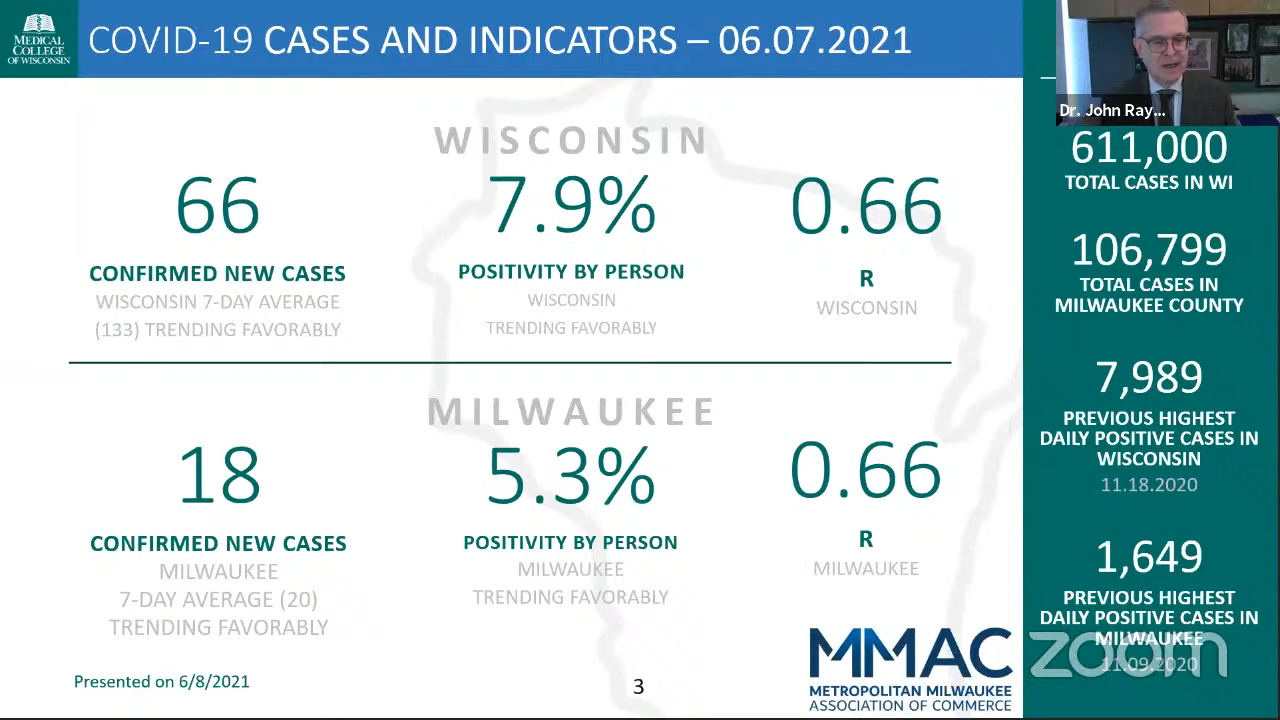 MEDICAL
COLLEGE
OF WISCONSIN
COVID-19 CASES AND INDICATORS – 06.07.2021
Dr. John Ray...
WISCONSIN
66
CONFIRMED NEW CASES
WISCONSIN 7-DAY AVERAGE
(133) TRENDING FAVORABLY
7.9%
POSITIVITY BY PERSON
WISCONSIN
TRENDING FAVORABLY
0.66
R
WISCONSIN
MILWAUKEE
18
CONFIRMED NEW CASES
MILWAUKEE
7-DAY AVERAGE (20)
TRENDING FAVORABLY
5.3%
POSITIVITY BY PERSON
MILWAUKEE
TRENDING FAVORABLY
0.66
R
MILWAUKEE
611,000
TOTAL CASES IN WI
106,799
TOTAL CASES IN
MILWAUKEE COUNTY
7,989
PREVIOUS HIGHEST
DAILY POSITIVE CASES IN
WISCONSIN
11.18.2020
1,649
PREVIOUS HIGHEST
DAILY POSITIVE CASES IN
MILWAUKEE
11.09.2020
zoom
Presented on 6/8/2021
3
MMAC
METROPOLITAN MILWAUKEE
ASSOCIATION OF COMMERCE